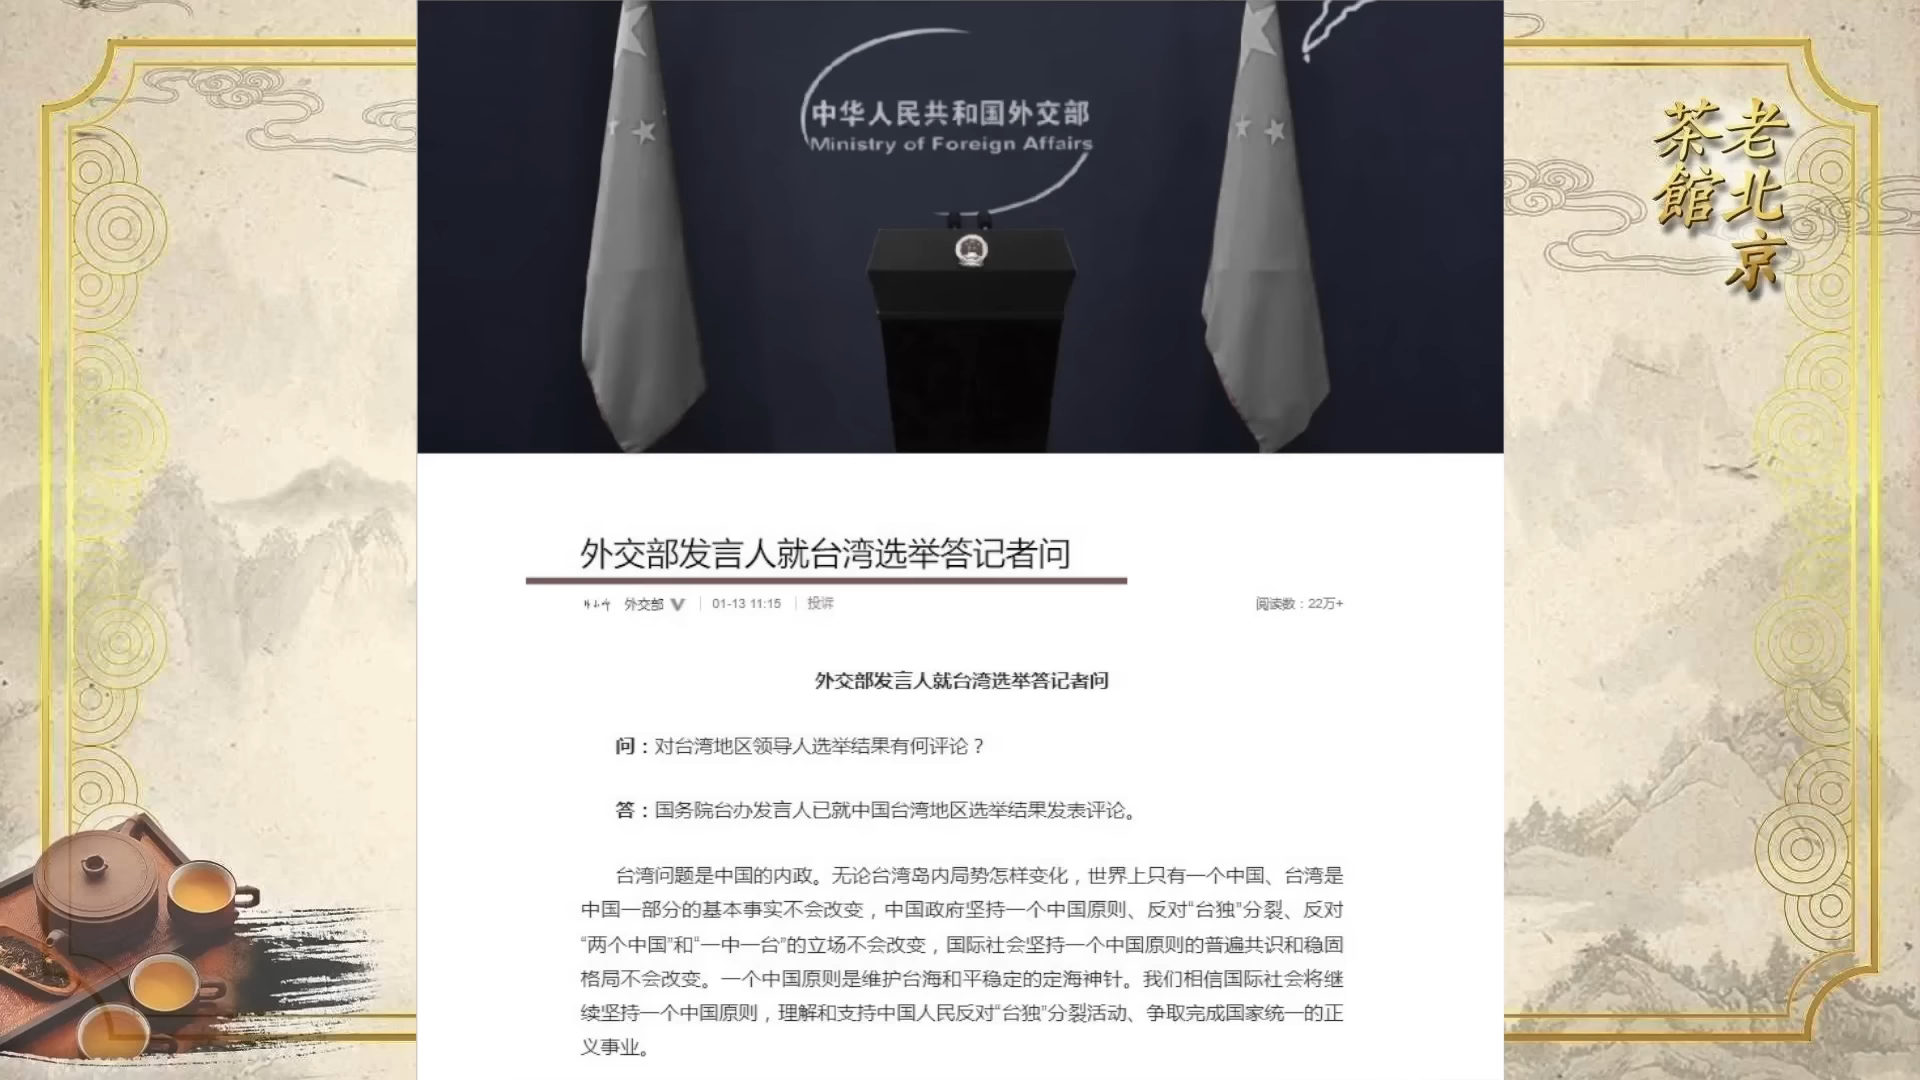 中华人民共和国外交部
Ministry of Foreign Affairs
老北京
茶館
外交部发言人就台湾选举答记者问
外交部 01-13 11:15 投诉 阅读数：22万+
外交部发言人就台湾选举答记者问
问：对台湾地区领导人选举结果有何评论？
答：国务院台办发言人已就中国台湾地区选举结果发表评论。
台湾问题是中国的内政。无论台湾岛内局势怎样变化，世界上只有一个中国、台湾是
中国一部分的基本事实不会改变，中国政府坚持一个中国原则、反对“台独”分裂、反对
“两个中国”和“一中一台”的立场不会改变，国际社会坚持一个中国原则的普遍共识和稳固
格局不会改变。一个中国原则是维护台海和平稳定的定海神针。我们相信国际社会将继
续坚持一个中国原则，理解和支持中国人民反对“台独”分裂活动、争取完成国家统一的正
义事业。